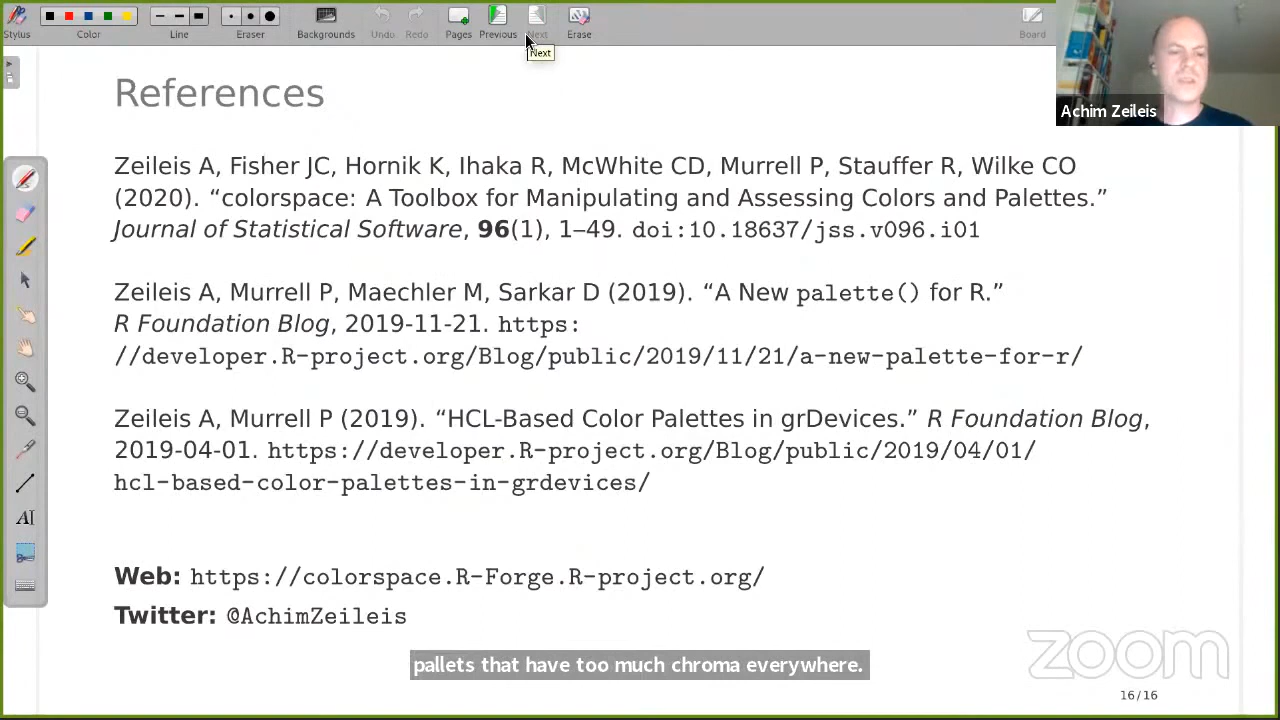 Stylus
Color
Line
Eraser
Backgrounds
Undo
Redo
Pages
Previous
Next
Erase
Board
Next
Achim Zeileis
References
Zeileis A, Fisher JC, Hornik K, Ihaka R, McWhite CD, Murrell P, Stauffer R, Wilke CO
(2020). “colorspace: A Toolbox for Manipulating and Assessing Colors and Palettes.”
Journal of Statistical Software, 96(1), 1–49. doi:10.18637/jss.v096.i01
Zeileis A, Murrell P, Maechler M, Sarkar D (2019). “A New palette() for R.”
R Foundation Blog, 2019-11-21. https:
//developer.R-project.org/Blog/public/2019/11/21/a-new-palette-for-r/
Zeileis A, Murrell P (2019). “HCL-Based Color Palettes in grDevices.” R Foundation Blog,
2019-04-01. https://developer.R-project.org/Blog/public/2019/04/01/
hcl-based-color-palettes-in-grdevices/
Web: https://colorspace.R-Forge.R-project.org/
Twitter: @AchimZeileis
pallets that have too much chroma everywhere.
zoom
16/16
AI